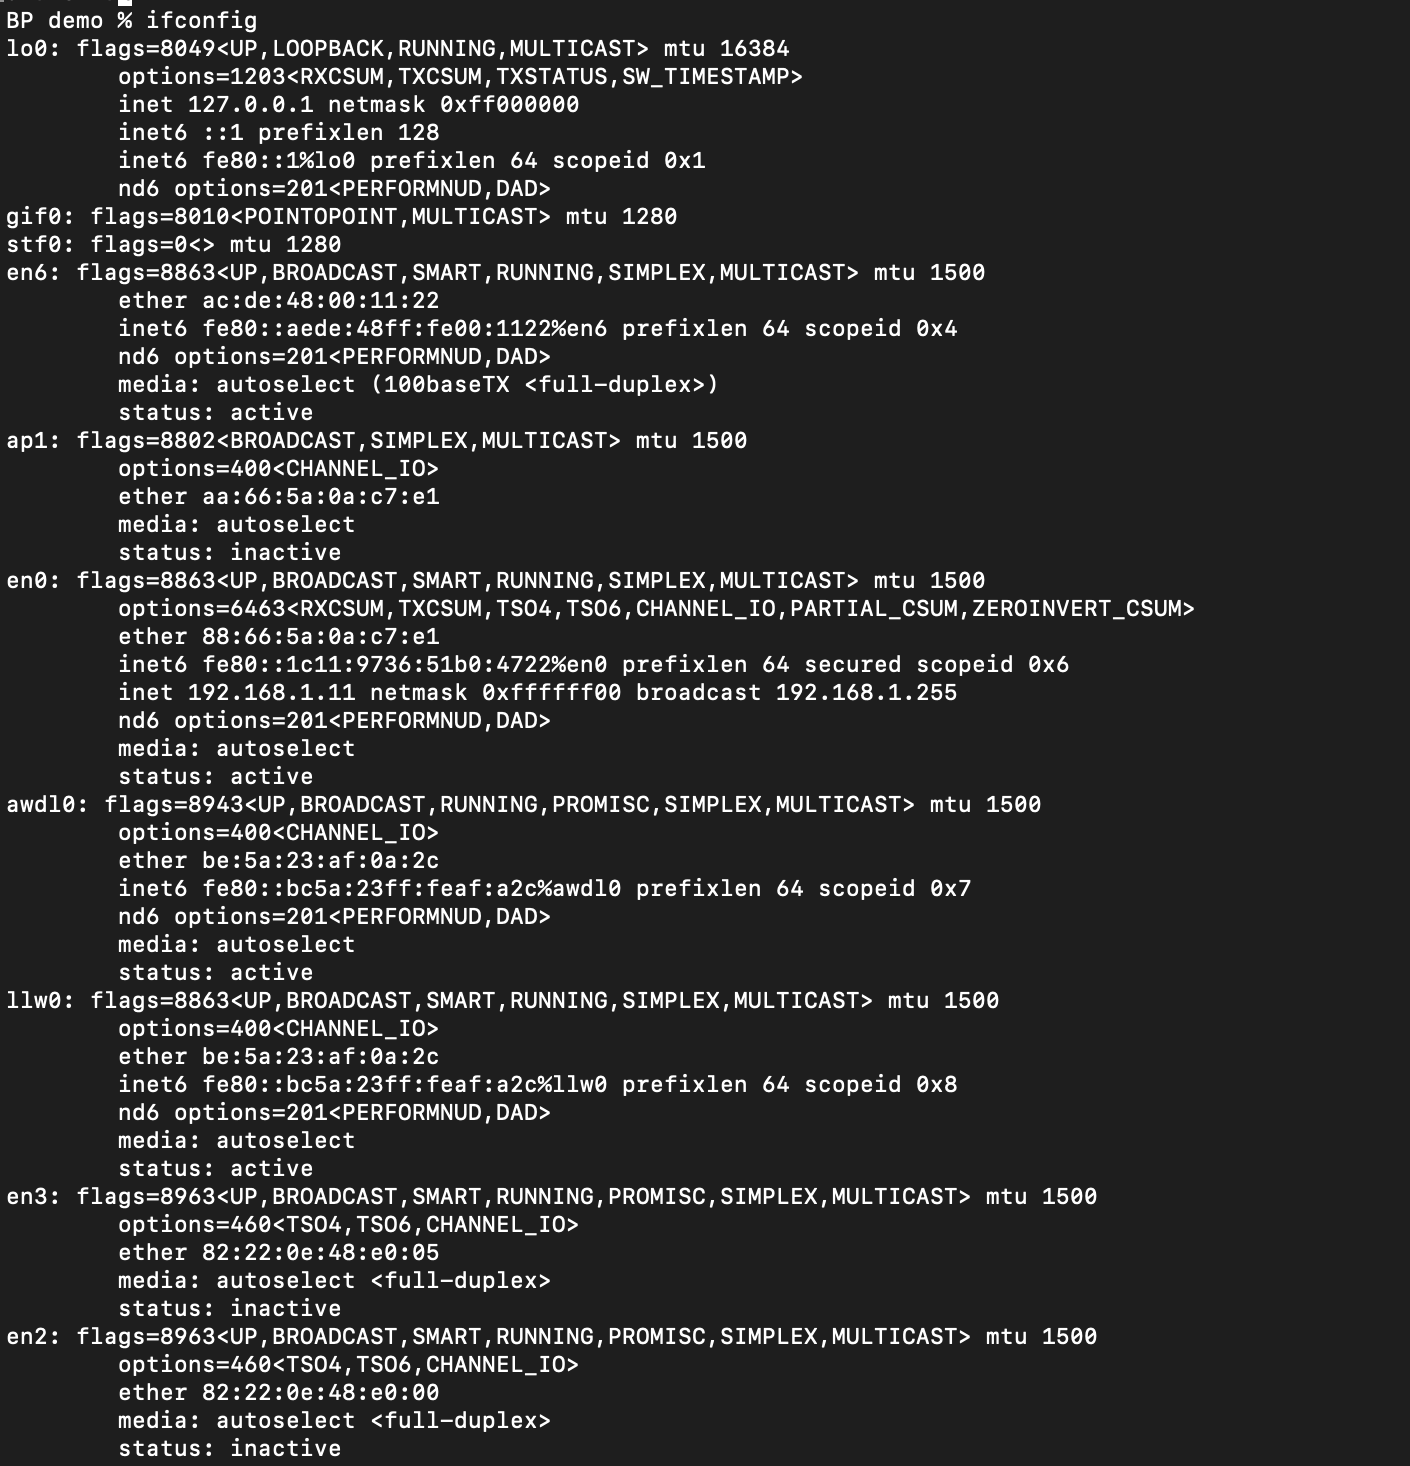 BP demo % ifconfig
lo0: flags=8049<UP,LOOPBACK,RUNNING,MULTICAST> mtu 16384
options=1203<RXCSUM,TXCSUM,TXSTATUS,SW_TIMESTAMP>
inet 127.0.0.1 netmask 0xff000000
inet6 ::1 prefixlen 128
inet6 fe80::1%lo0 prefixlen 64 scopeid 0x1
nd6 options=201<PERFORMNUD,DAD>
gif0: flags=8010<POINTOPOINT,MULTICAST> mtu 1280
stf0: flags=0<> mtu 1280
en6: flags=8863<UP,BROADCAST,SMART,RUNNING,SIMPLEX,MULTICAST> mtu 1500
ether ac:de:48:00:11:22
inet6 fe80::aede:48ff:fe00:1122%en6 prefixlen 64 scopeid 0x4
nd6 options=201<PERFORMNUD,DAD>
media: autoselect (100baseTX <full-duplex>)
status: active
ap1: flags=8802<BROADCAST,SIMPLEX,MULTICAST> mtu 1500
options=400<CHANNEL_IO>
ether aa:66:5a:0a:c7:e1
media: autoselect
status: inactive
en0: flags=8863<UP,BROADCAST,SMART,RUNNING,SIMPLEX,MULTICAST> mtu 1500
options=6463<RXCSUM,TXCSUM,TSO4,TSO6,CHANNEL_IO,PARTIAL_CSUM,ZEROINVERT_CSUM>
ether 88:66:5a:0a:c7:e1
inet6 fe80::1c11:9736:51b0:4722%en0 prefixlen 64 secured scopeid 0x6
inet 192.168.1.11 netmask 0xffffff00 broadcast 192.168.1.255
nd6 options=201<PERFORMNUD,DAD>
media: autoselect
status: active
awdl0: flags=8943<UP,BROADCAST,RUNNING,PROMISC,SIMPLEX,MULTICAST> mtu 1500
options=400<CHANNEL_IO>
ether be:5a:23:af:0a:2c
inet6 fe80::bc5a:23ff:feaf:a2c%awdl0 prefixlen 64 scopeid 0x7
nd6 options=201<PERFORMNUD,DAD>
media: autoselect
status: active
llw0: flags=8863<UP,BROADCAST,SMART,RUNNING,SIMPLEX,MULTICAST> mtu 1500
options=400<CHANNEL_IO>
ether be:5a:23:af:0a:2c
inet6 fe80::bc5a:23ff:feaf:a2c%llw0 prefixlen 64 scopeid 0x8
nd6 options=201<PERFORMNUD,DAD>
media: autoselect
status: active
en3: flags=8963<UP,BROADCAST,SMART,RUNNING,PROMISC,SIMPLEX,MULTICAST> mtu 1500
options=460<TSO4,TSO6,CHANNEL_IO>
ether 82:22:0e:48:e0:05
media: autoselect <full-duplex>
status: inactive
en2: flags=8963<UP,BROADCAST,SMART,RUNNING,PROMISC,SIMPLEX,MULTICAST> mtu 1500
options=460<TSO4,TSO6,CHANNEL_IO>
ether 82:22:0e:48:e0:00
media: autoselect <full-duplex>
status: inactive